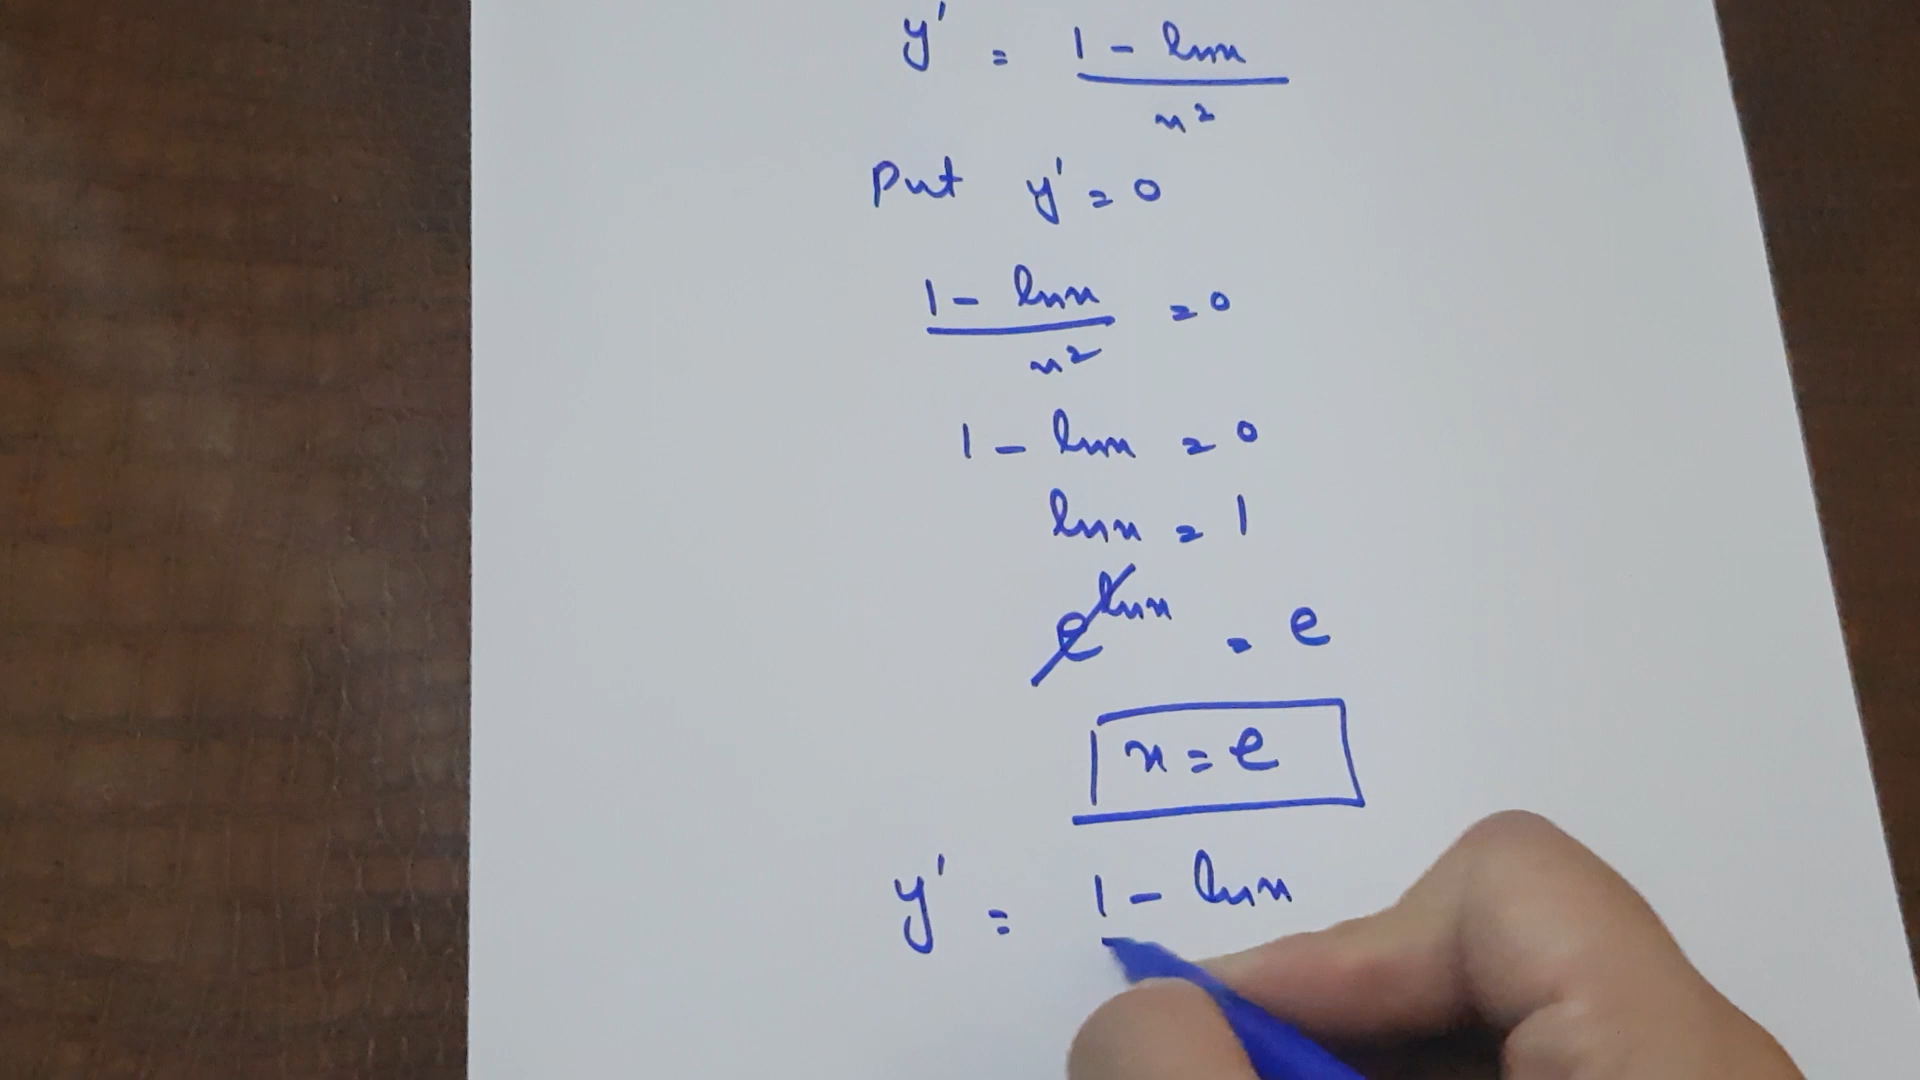 y' = 1 - lnx / x²
Put y' = 0
1 - lnx / x² = 0
1 - lnx = 0
lnx = 1
e^lnx = e
x = e
y' = 1 - lnx